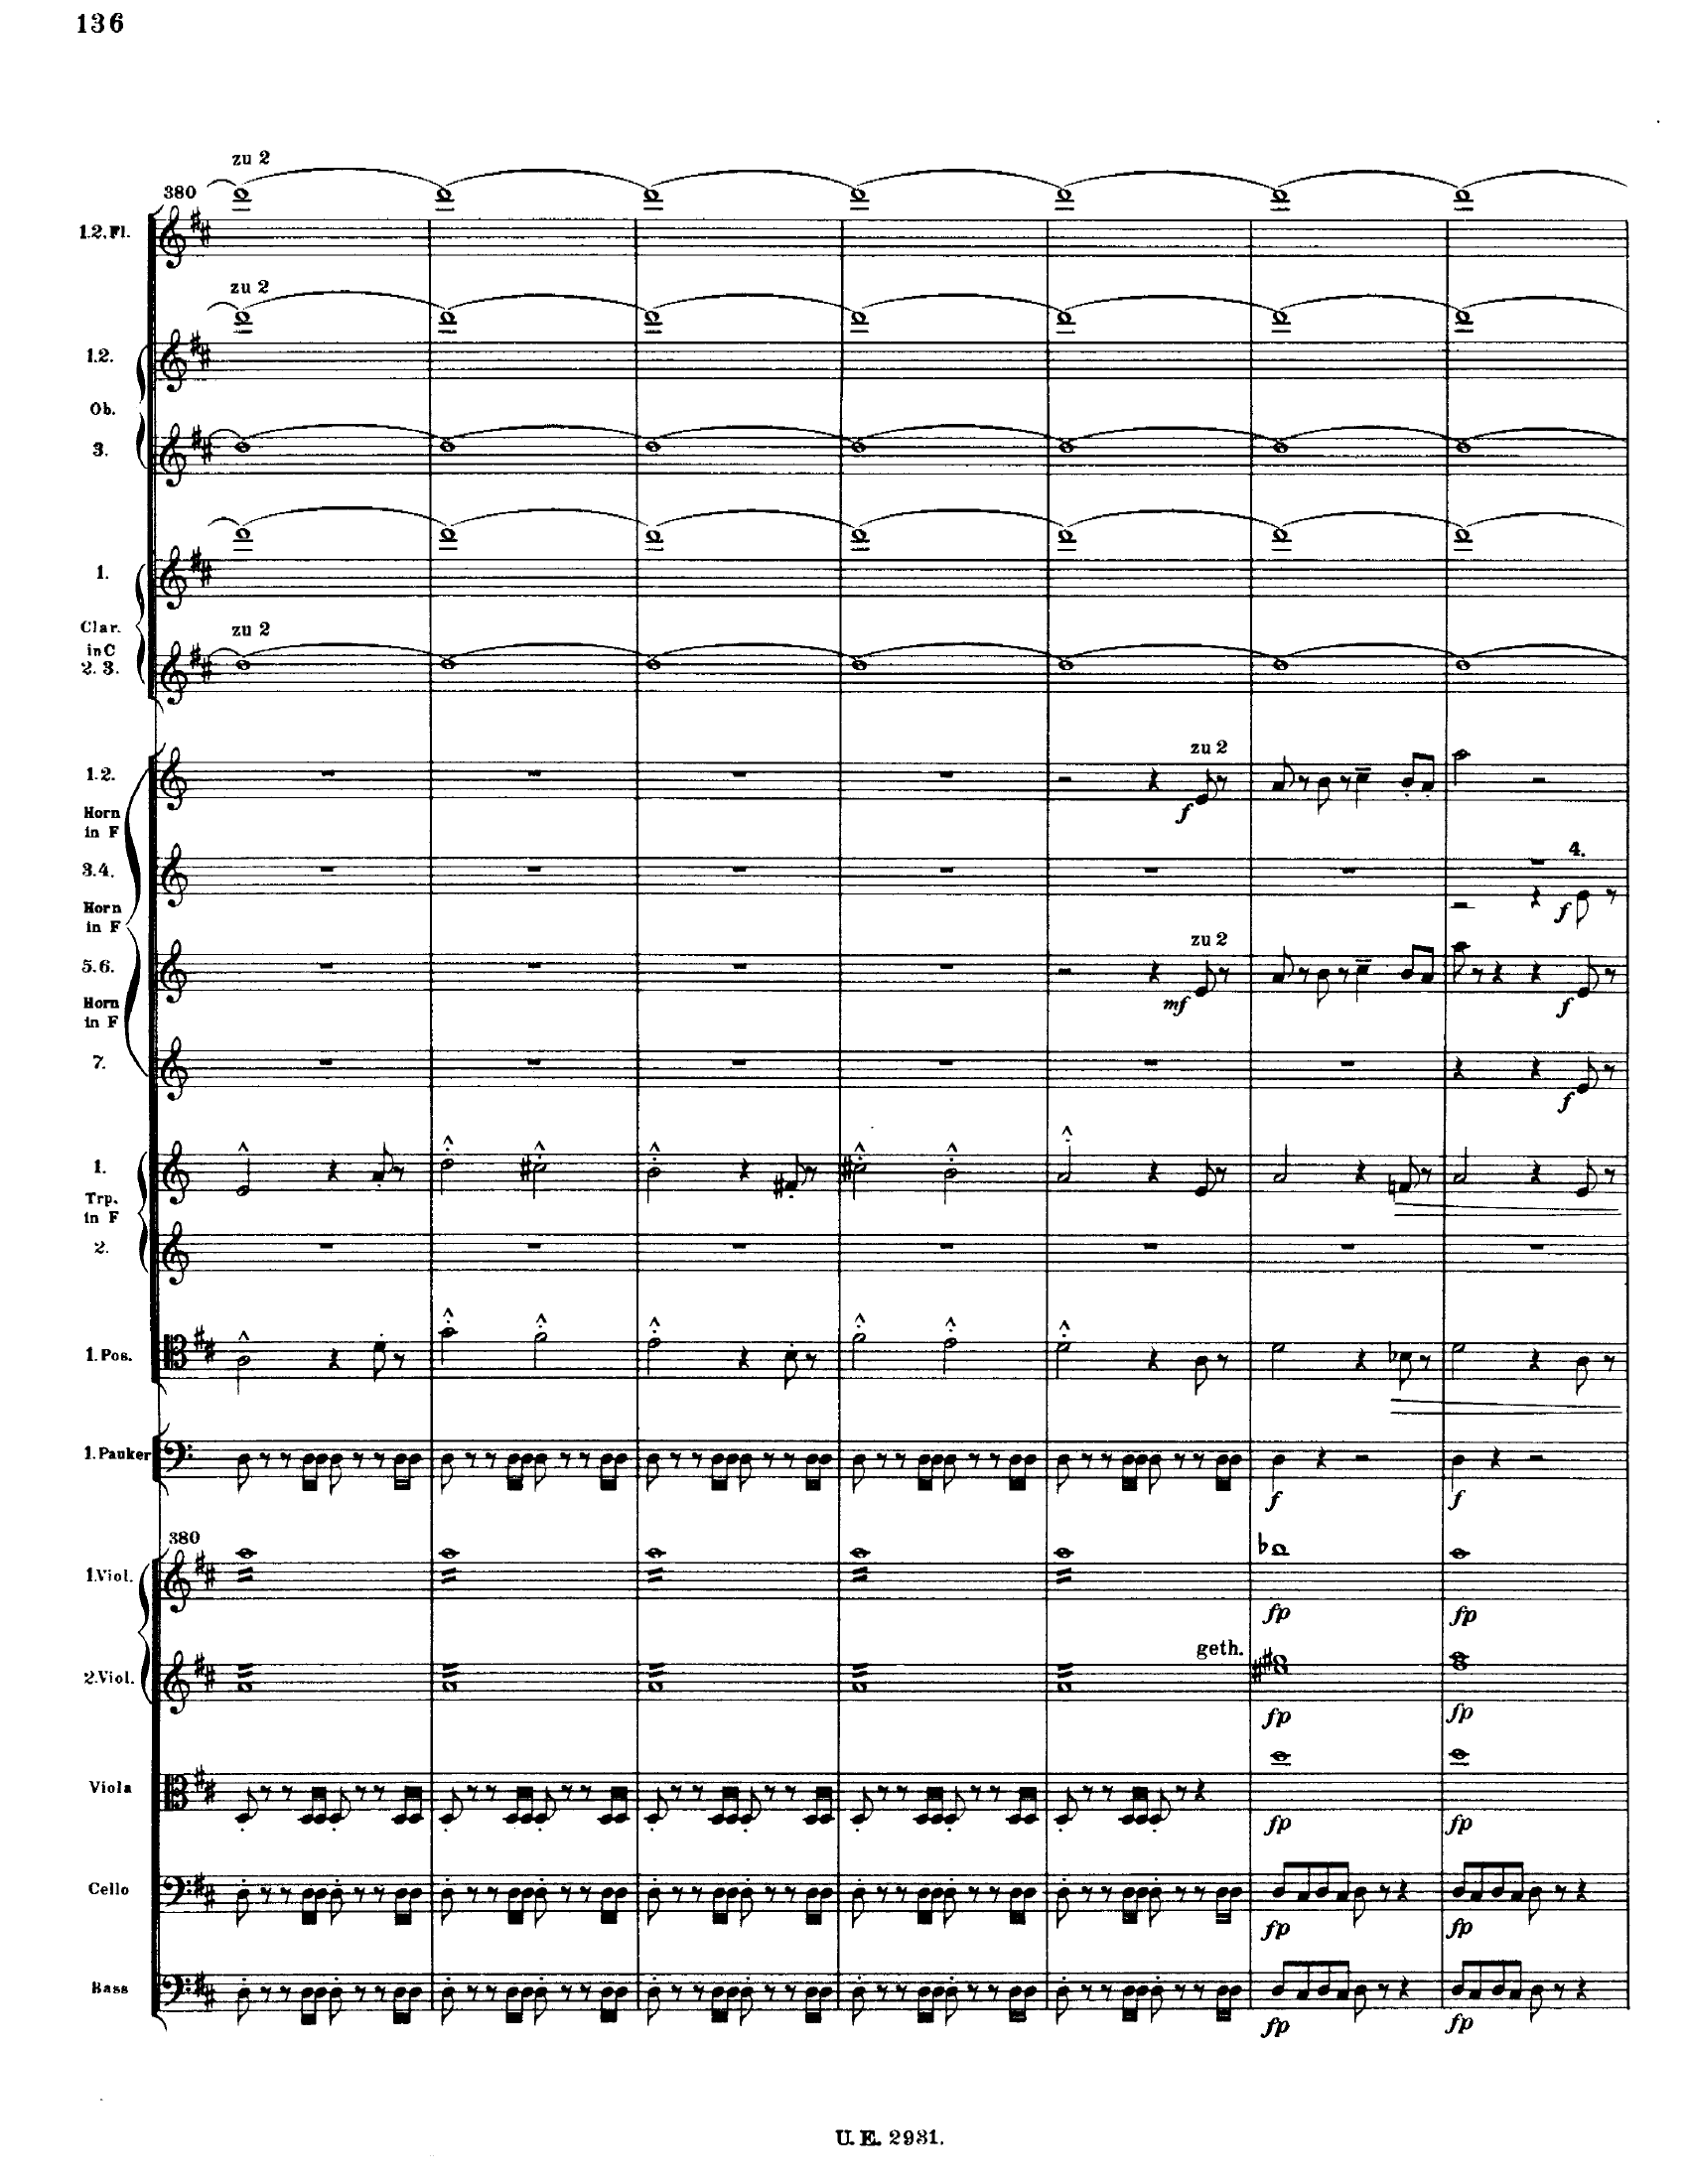 136
zu 2
380
1.2. Fl.
zu 2
1.2.
Ob.
3.
1.
Clar.
in C
zu 2
2. 3.
zu 2
1.2.
f
Horn
in F
4.
3.4.
f
Horn
in F
zu 2
5.6.
mf
f
Horn
in F
7.
f
1.
Trp.
in F
2.
1. Pos.
1. Pauker
f f
380
1. Viol.
fp fp
geth.
2. Viol.
fp fp
Viola
fp fp
Cello
fp fp
Bass
fp fp
U. E. 2931.